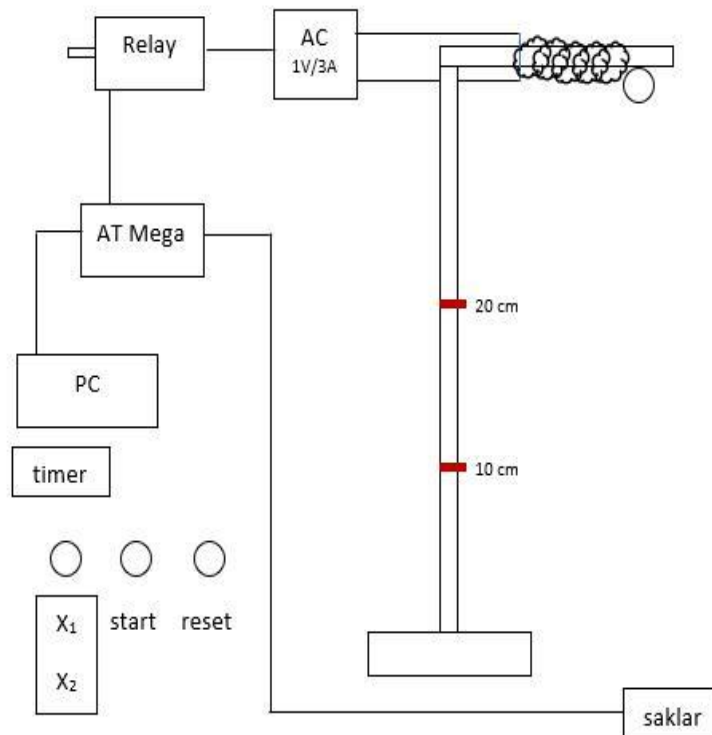 Relay
AC
1V/3A
AT Mega
20 cm
PC
timer
10 cm
X₁
start
reset
X₂
saklar